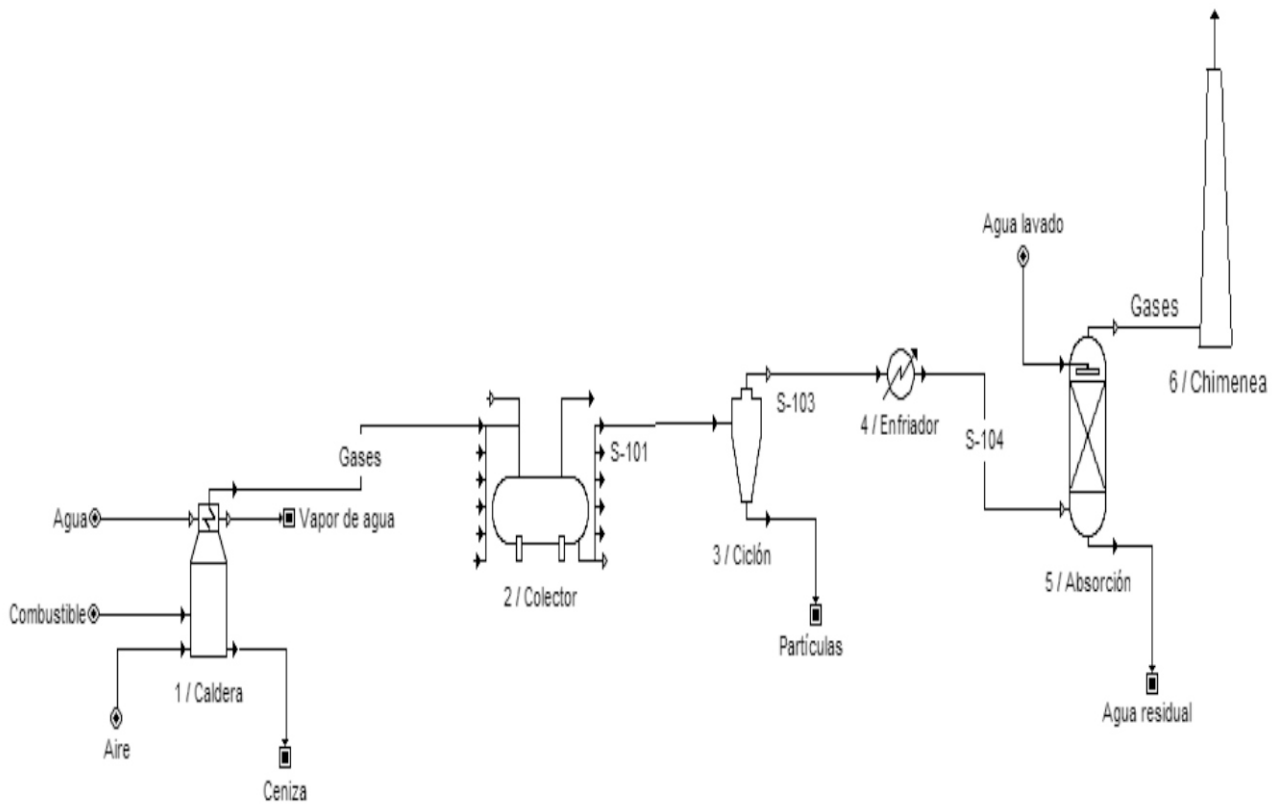 Agua lavado
Gases
6 / Chimenea
S-103
4 / Enfriador
S-104
S-101
Gases
Agua
Vapor de agua
3 / Ciclón
5 / Absorción
2 / Colector
Combustible
Partículas
1 / Caldera
Agua residual
Aire
Ceniza